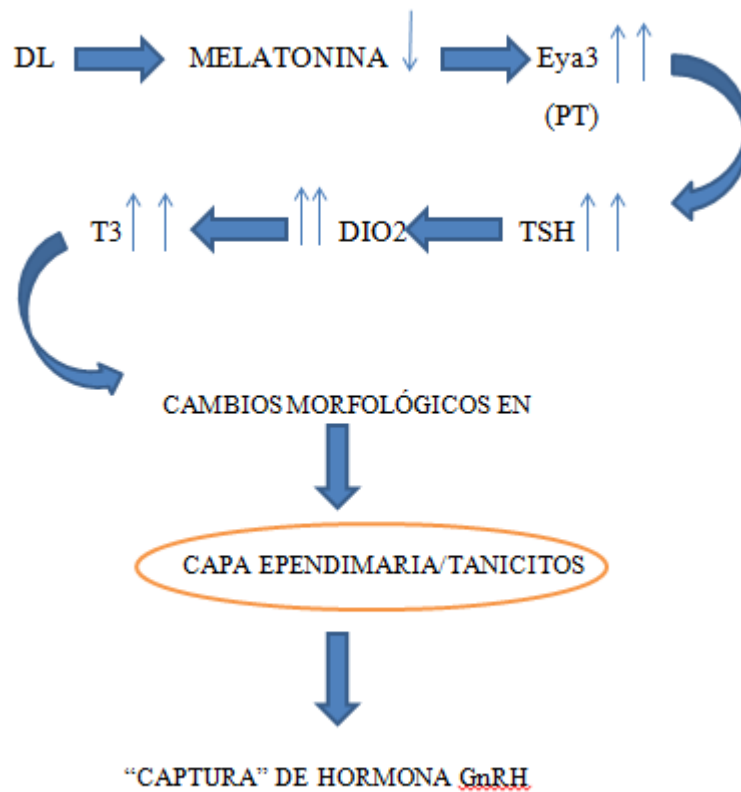 DL MELATONINA Eya3
(PT)
T3 DIO2 TSH
CAMBIOS MORFOLÓGICOS EN
CAPA EPENDIMARIA/TANICITOS
“CAPTURA” DE HORMONA GnRH